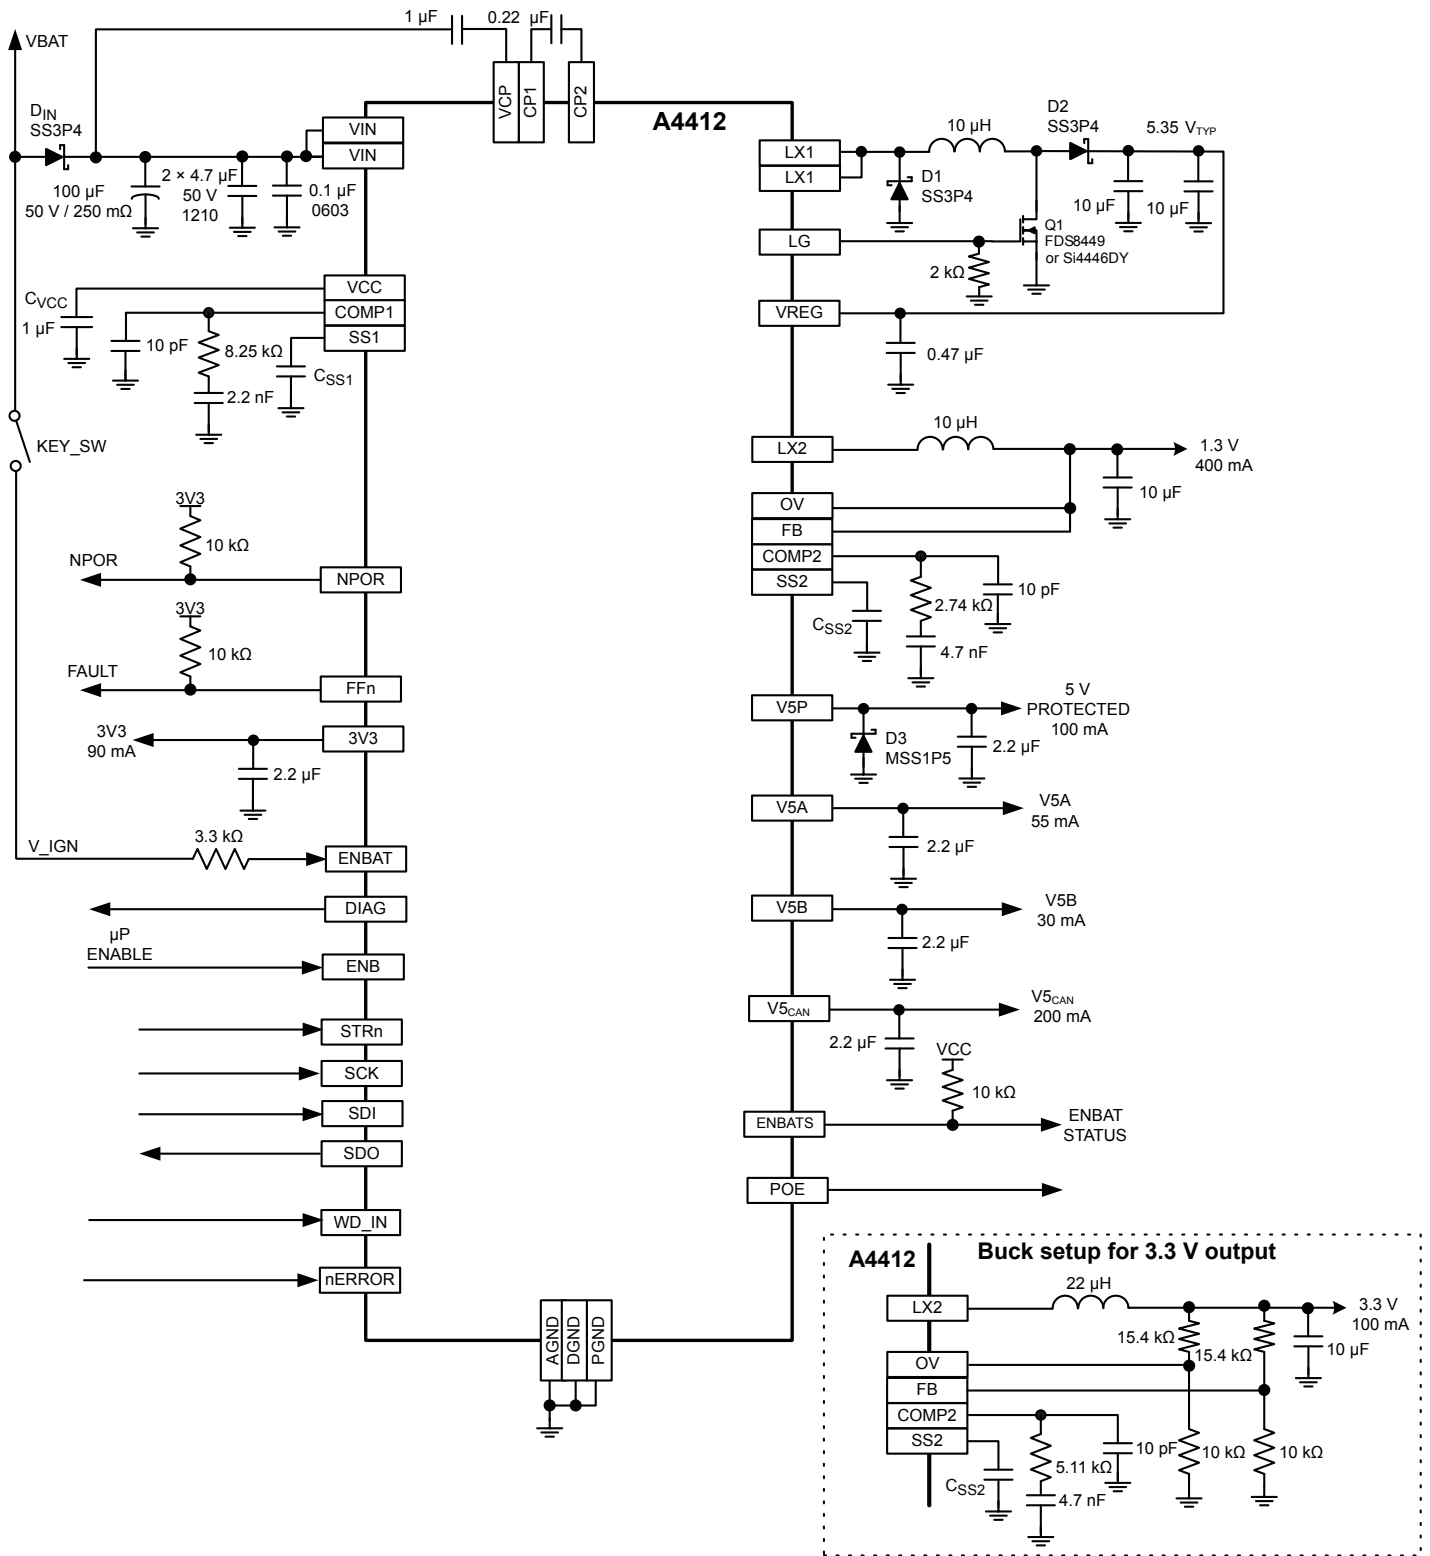 1 µF
0.22 µF
VBAT
VCP
CP1
CP2
A4412
D_IN
SS3P4
VIN
VIN
100 µF
50 V / 250 mΩ
2 × 4.7 µF
50 V
1210
0.1 µF
0603
LX1
LX1
10 µH
D2
SS3P4
5.35 V_TYP
D1
SS3P4
10 µF
10 µF
LG
Q1
FDS8449
or Si4446DY
2 kΩ
VREG
0.47 µF
C_VCC
1 µF
VCC
COMP1
SS1
10 pF
8.25 kΩ
2.2 nF
C_SS1
KEY_SW
LX2
10 µH
1.3 V
400 mA
10 µF
OV
FB
COMP2
SS2
2.74 kΩ
10 pF
C_SS2
4.7 nF
3V3
10 kΩ
NPOR
NPOR
3V3
10 kΩ
FAULT
FFn
3V3
90 mA
3V3
2.2 µF
V5P
5 V
PROTECTED
100 mA
D3
MSS1P5
2.2 µF
V5A
V5A
55 mA
2.2 µF
V_IGN
3.3 kΩ
ENBAT
DIAG
V5B
V5B
30 mA
2.2 µF
µP
ENABLE
ENB
STRn
SCK
SDI
SDO
WD_IN
nERROR
V5CAN
V5CAN
200 mA
2.2 µF
VCC
10 kΩ
ENBATS
ENBAT
STATUS
POE
AGND
DGND
PGND
A4412
Buck setup for 3.3 V output
LX2
22 µH
3.3 V
100 mA
15.4 kΩ
15.4 kΩ
10 µF
OV
FB
COMP2
SS2
10 pF
10 kΩ
10 kΩ
5.11 kΩ
C_SS2
4.7 nF